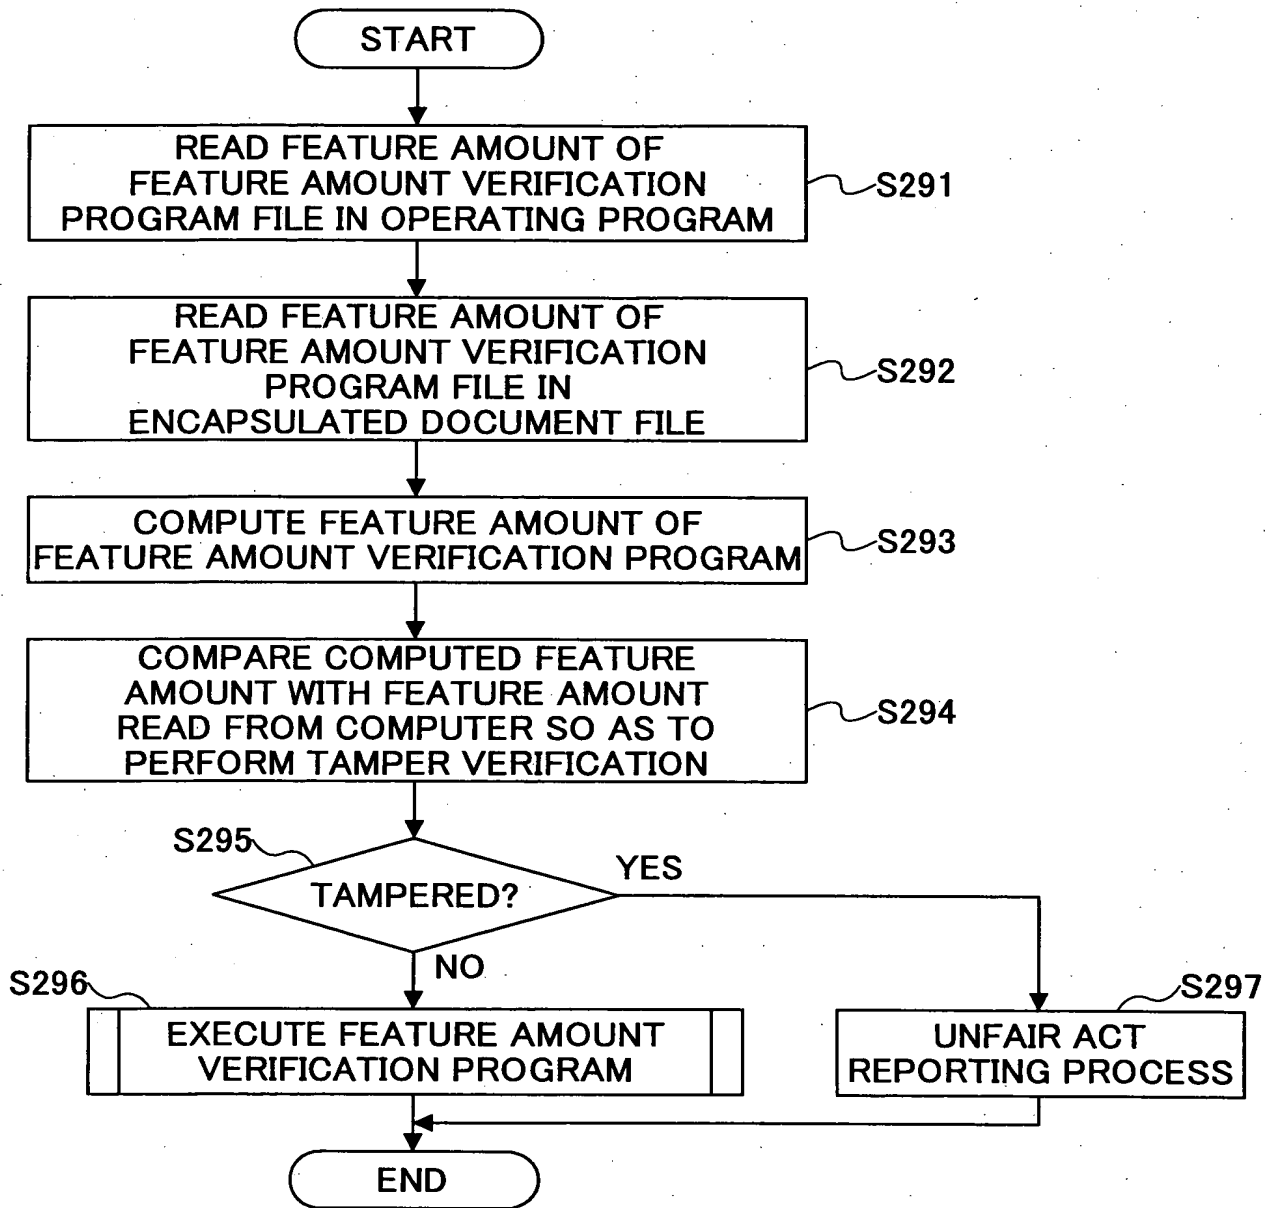 START
READ FEATURE AMOUNT OF
FEATURE AMOUNT VERIFICATION
PROGRAM FILE IN OPERATING PROGRAM
S291
READ FEATURE AMOUNT OF
FEATURE AMOUNT VERIFICATION
PROGRAM FILE IN
ENCAPSULATED DOCUMENT FILE
S292
COMPUTE FEATURE AMOUNT OF
FEATURE AMOUNT VERIFICATION PROGRAM
S293
COMPARE COMPUTED FEATURE
AMOUNT WITH FEATURE AMOUNT
READ FROM COMPUTER SO AS TO
PERFORM TAMPER VERIFICATION
S294
S295
TAMPERED?
YES
NO
S296
EXECUTE FEATURE AMOUNT
VERIFICATION PROGRAM
S297
UNFAIR ACT
REPORTING PROCESS
END